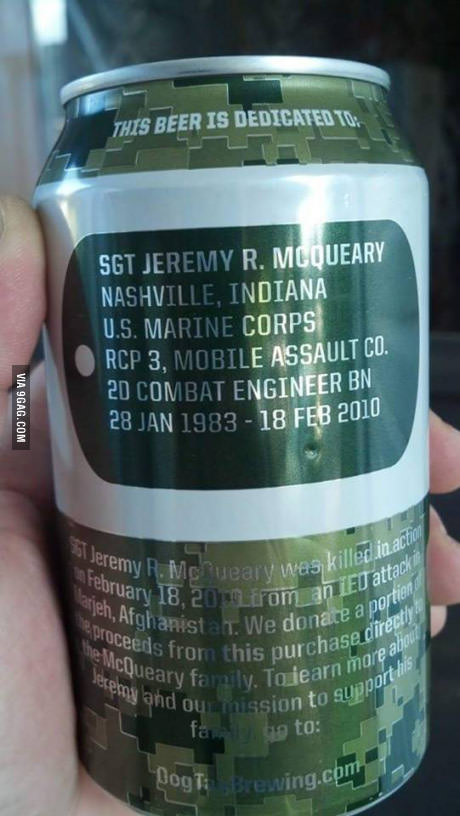 THIS BEER IS DEDICATED TO:
SGT JEREMY R. MCQUEARY
NASHVILLE, INDIANA
U.S. MARINE CORPS
RCP 3, MOBILE ASSAULT CO.
2D COMBAT ENGINEER BN
28 JAN 1983 - 18 FEB 2010
SGT Jeremy R. McQueary was killed in action
on February 18, 2010 from an IED attack in
Marjeh, Afghanistan. We donate a portion of
the proceeds from this purchase directly to
the McQueary family. To learn more about
Jeremy and our mission to support his
family, go to:
DogTagBrewing.com
VIA 9GAG.COM